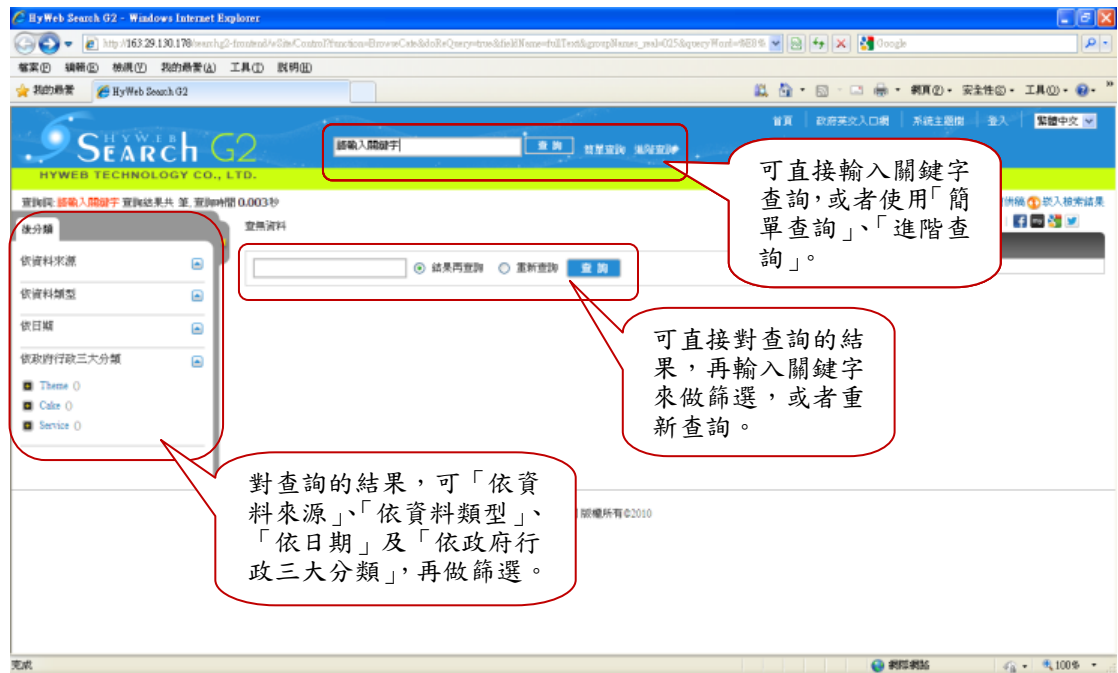 HyWeb Search G2 - Windows Internet Explorer
Google
檔案(F) 編輯(E) 檢視(V) 我的最愛(A) 工具(T) 說明(H)
我的最愛 HyWeb Search G2 網頁(P) 安全性(S) 工具(O)
首頁 政府英文入口網 系統主題樹 登入 繁體中文
HYWEB
SEARCH G2
請輸入關鍵字 查詢 簡單查詢 進階查詢
HYWEB TECHNOLOGY CO., LTD.
可直接輸入關鍵字
查詢,或者使用「簡
單查詢」、「進階查
詢」。
查詢詞: 請輸入關鍵字 查詢結果共 筆, 查詢時間 0.003秒
嵌入檢索結果
後分類
查無資料
依資料來源
結果再查詢 重新查詢 查詢
依資料類型
依日期
依政府行政三大分類
Theme ()
Cake ()
Service ()
可直接對查詢的結
果,再輸入關鍵字
來做篩選,或者重
新查詢。
對查詢的結果,可「依資
料來源」、「依資料類型」、
「依日期」及「依政府行
政三大分類」,再做篩選。
版權所有©2010
完成 網際網路 100%